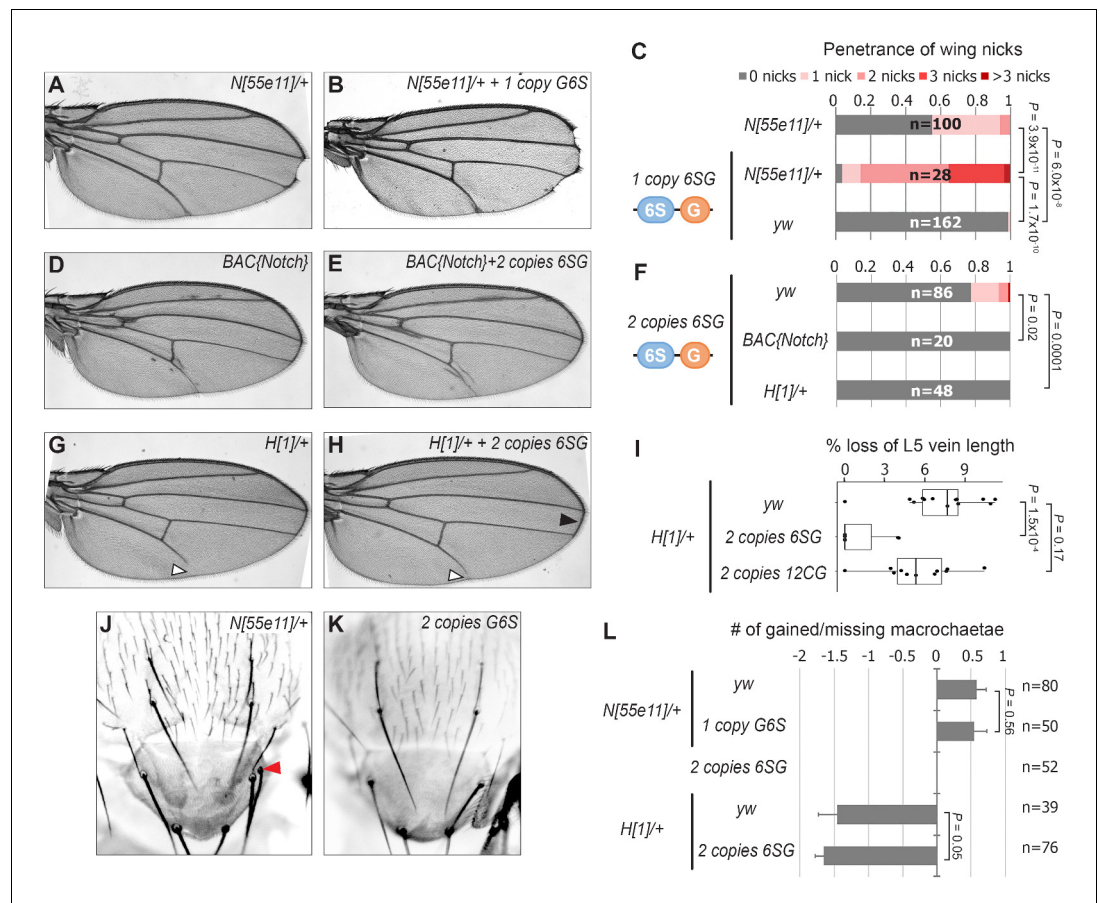 A
N[55e11]/+
B
N[55e11]/+ + 1 copy G6S
C
Penetrance of wing nicks
0 nicks 1 nick 2 nicks 3 nicks >3 nicks
0 0.2 0.4 0.6 0.8 1
N[55e11]/+
n=100
1 copy 6SG
6S G
N[55e11]/+
n=28
yw
n=162
P = 3.9x10-11
P = 1.7x10-10
P = 6.0x10-8
D
BAC{Notch}
E
BAC{Notch}+2 copies 6SG
F
0 0.2 0.4 0.6 0.8 1
2 copies 6SG
6S G
yw
n=86
BAC{Notch}
n=20
H[1]/+
n=48
P = 0.02
P = 0.0001
G
H[1]/+
H
H[1]/+ + 2 copies 6SG
I
% loss of L5 vein length
0 3 6 9
H[1]/+
yw
2 copies 6SG
2 copies 12CG
P = 1.5x10-4
P = 0.17
J
N[55e11]/+
K
2 copies G6S
L
# of gained/missing macrochaetae
-2 -1.5 -1 -0.5 0 0.5 1
N[55e11]/+
yw
n=80
1 copy G6S
n=50
P = 0.56
2 copies 6SG
n=52
H[1]/+
yw
n=39
2 copies 6SG
n=76
P = 0.05